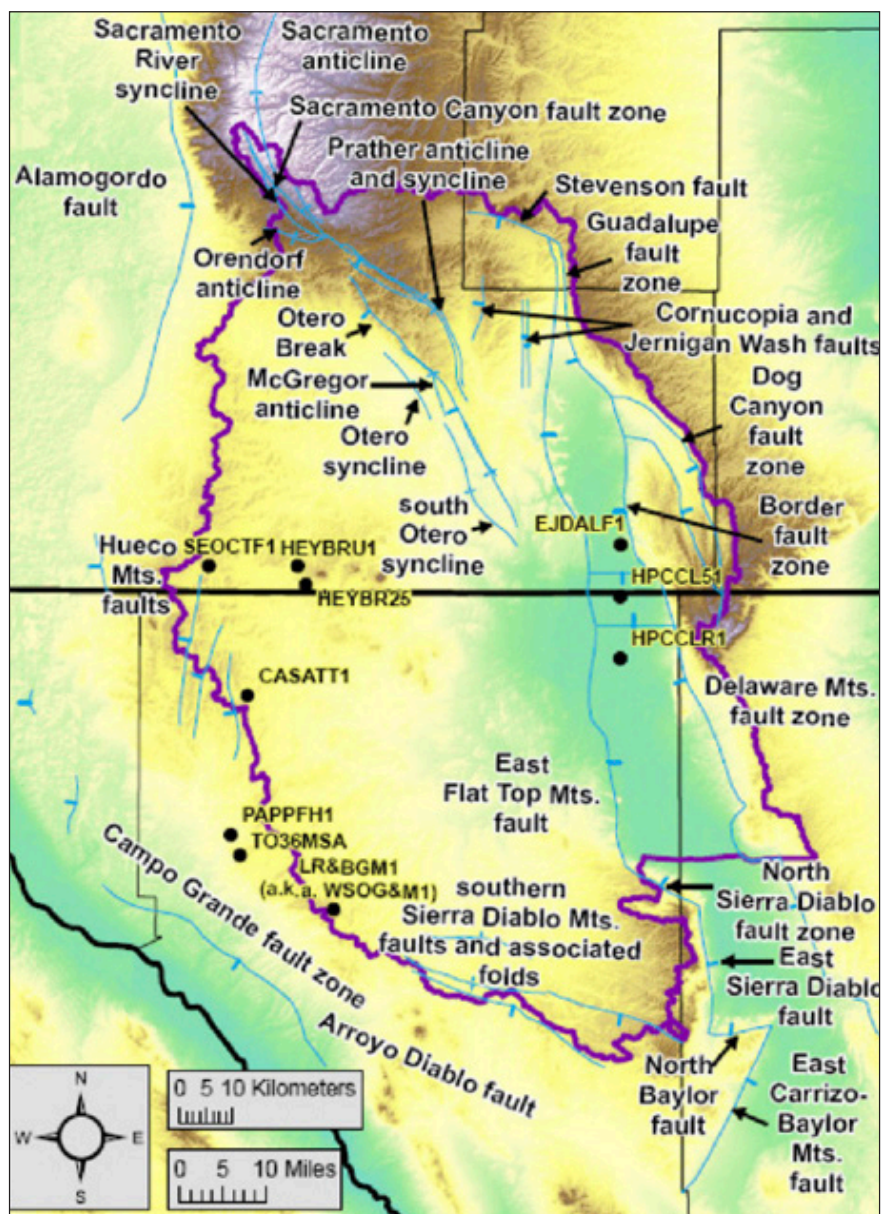 Sacramento
River
syncline
Sacramento
anticline
Sacramento Canyon fault zone
Prather anticline
and syncline
Alamogordo
fault
Stevenson fault
Guadalupe
fault
zone
Orendorf
anticline
Otero
Break
Cornucopia and
Jernigan Wash faults
McGregor
anticline
Dog
Canyon
fault
zone
Otero
syncline
south
Otero
syncline
EJDALF1
Border
fault
zone
Hueco
Mts.
faults
SEOCTF1
HEYBRU1
HEYBR25
HPCCL51
HPCCLR1
CASATT1
Delaware Mts.
fault zone
East
Flat Top Mts.
fault
PAPPFH1
TO36MSA
LR&BGM1
(a.k.a. WSOG&M1)
Campo Grande fault zone
southern
Sierra Diablo Mts.
faults and associated
folds
North
Sierra Diablo
fault zone
East
Sierra Diablo
fault
Arroyo Diablo fault
North
Baylor
fault
East
Carrizo-
Baylor
Mts.
fault
N
W E
S
0 5 10 Kilometers
0 5 10 Miles